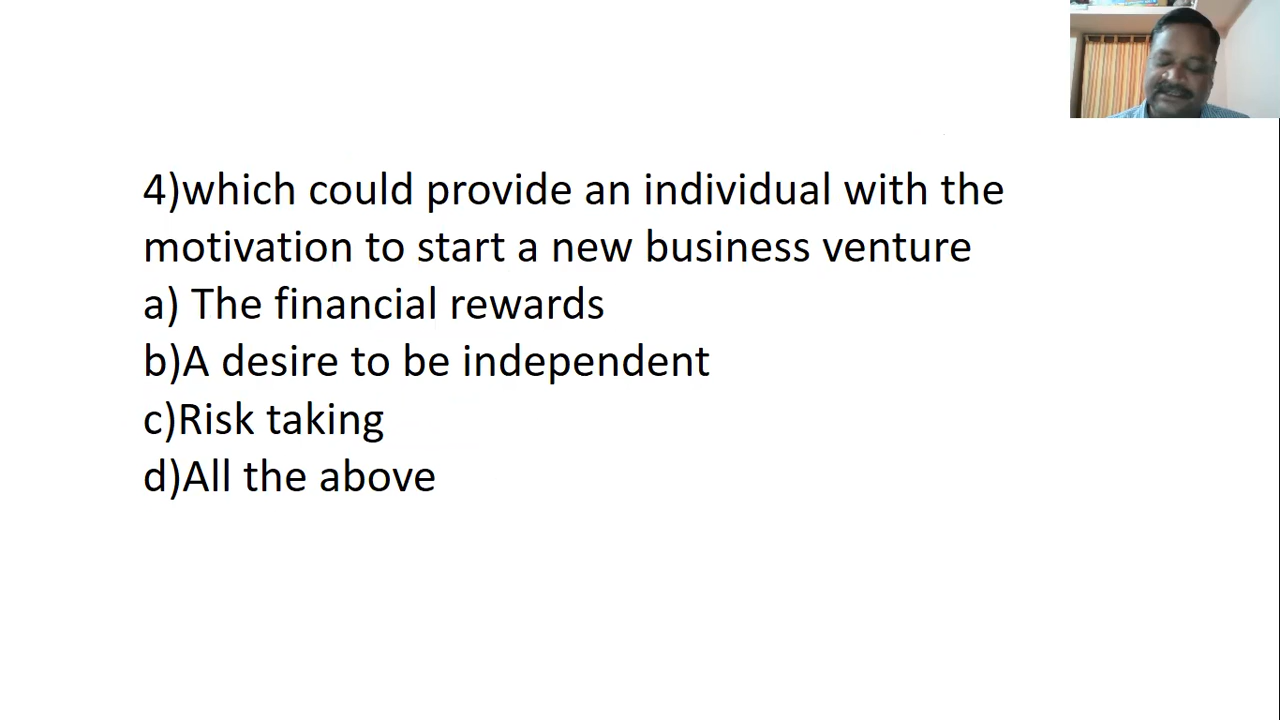 4)which could provide an individual with the
motivation to start a new business venture
a) The financial rewards
b)A desire to be independent
c)Risk taking
d)All the above